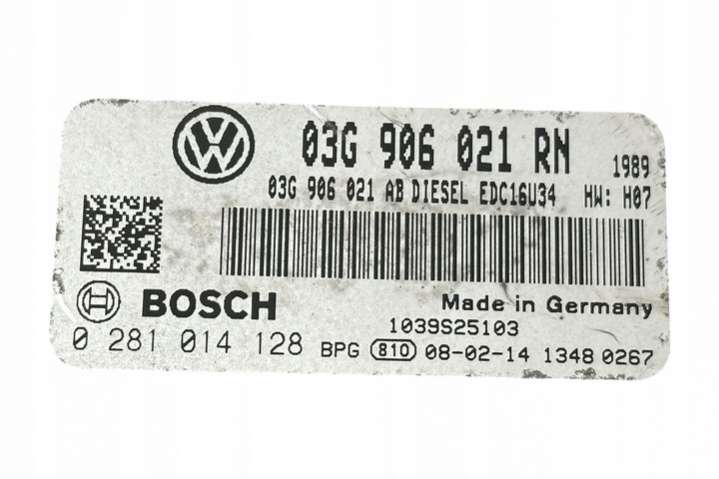 03G 906 021 RN 1989
03G 906 021 AB DIESEL EDC16U34 HW: H07
BOSCH Made in Germany
1039S25103
0 281 014 128 BPG 810 08-02-14 1348 0267